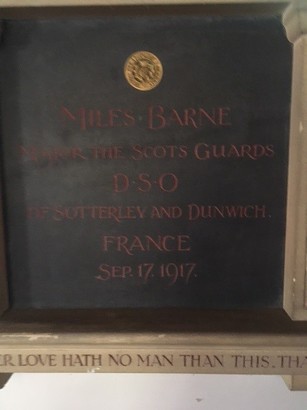 MILES · BARNE
MAJOR THE SCOTS GUARDS
D · S · O
OF SOTTERLEY AND DUNWICH.
FRANCE
SEP. 17. 1917.
ER LOVE HATH NO MAN THAN THIS. THA